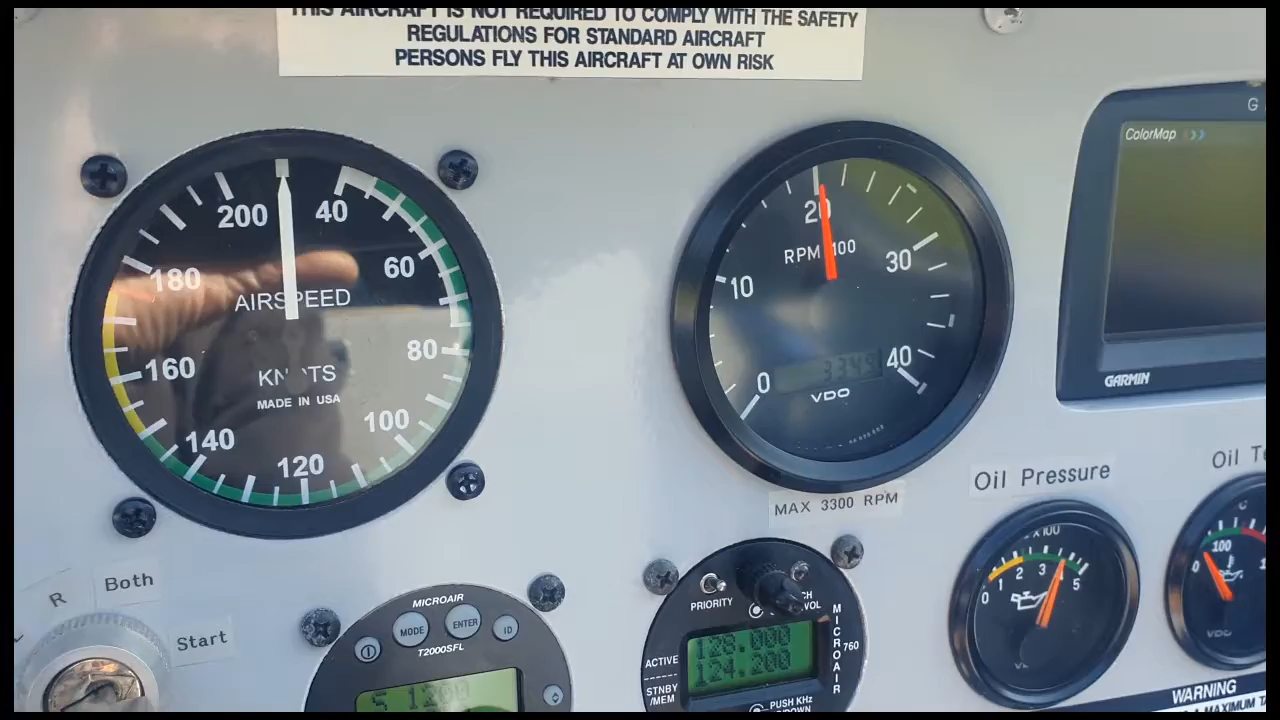 THIS AIRCRAFT IS NOT REQUIRED TO COMPLY WITH THE SAFETY
REGULATIONS FOR STANDARD AIRCRAFT
PERSONS FLY THIS AIRCRAFT AT OWN RISK
200 40
60
180
AIRSPEED
80
160
KNOTS
MADE IN USA
100
140
120
20
RPM 100
30
10
40
0
3349
VDO
MAX 3300 RPM
ColorMap
GARMIN
Oil Pressure
X100
0 1 2 3 5
Oil
100
0
VDO
R
Both
Start
MICROAIR
MODE
ENTER
ID
T2000SFL
S 1200
PRIORITY
VOL
ACTIVE
128.000
STNBY
/MEM
124.200
MICROAIR
760
PUSH KHz
WARNING
MAXIMUM